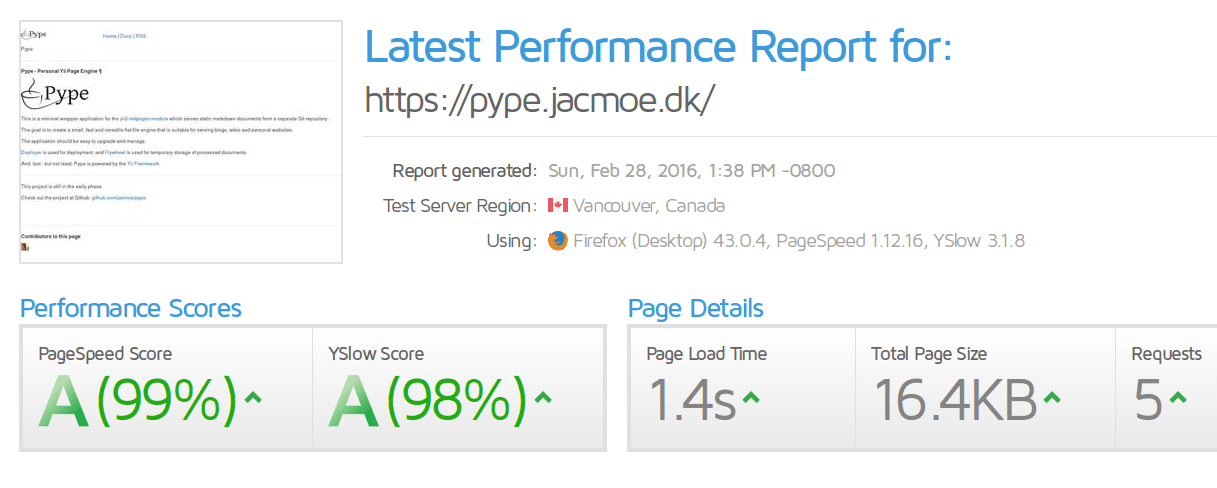 Pype
Home | Docs | RSS
Pype
Pype - Personal Yii Page Engine ¶
Pype
This is a minimal wrapper application for the yii2-mdpages-module which serves static markdown documents from a separate Git repository.
The goal is to create a small, fast and versatile flat-file engine that is suitable for serving blogs, wikis and personal websites.
The application should be easy to upgrade and manage.
Deployer is used for deployment, and Flywheel is used for temporary storage of processed documents.
And, last - but not least: Pype is powered by the Yii Framework
This project is still in the early phase.
Check out the project at Github: github.com/jacmoe/pype
Contributors to this page
Latest Performance Report for:
https://pype.jacmoe.dk/
Report generated: Sun, Feb 28, 2016, 1:38 PM -0800
Test Server Region: Vancouver, Canada
Using: Firefox (Desktop) 43.0.4, PageSpeed 1.12.16, YSlow 3.1.8
Performance Scores
PageSpeed Score
A (99%)
YSlow Score
A (98%)
Page Details
Page Load Time
1.4s
Total Page Size
16.4KB
Requests
5